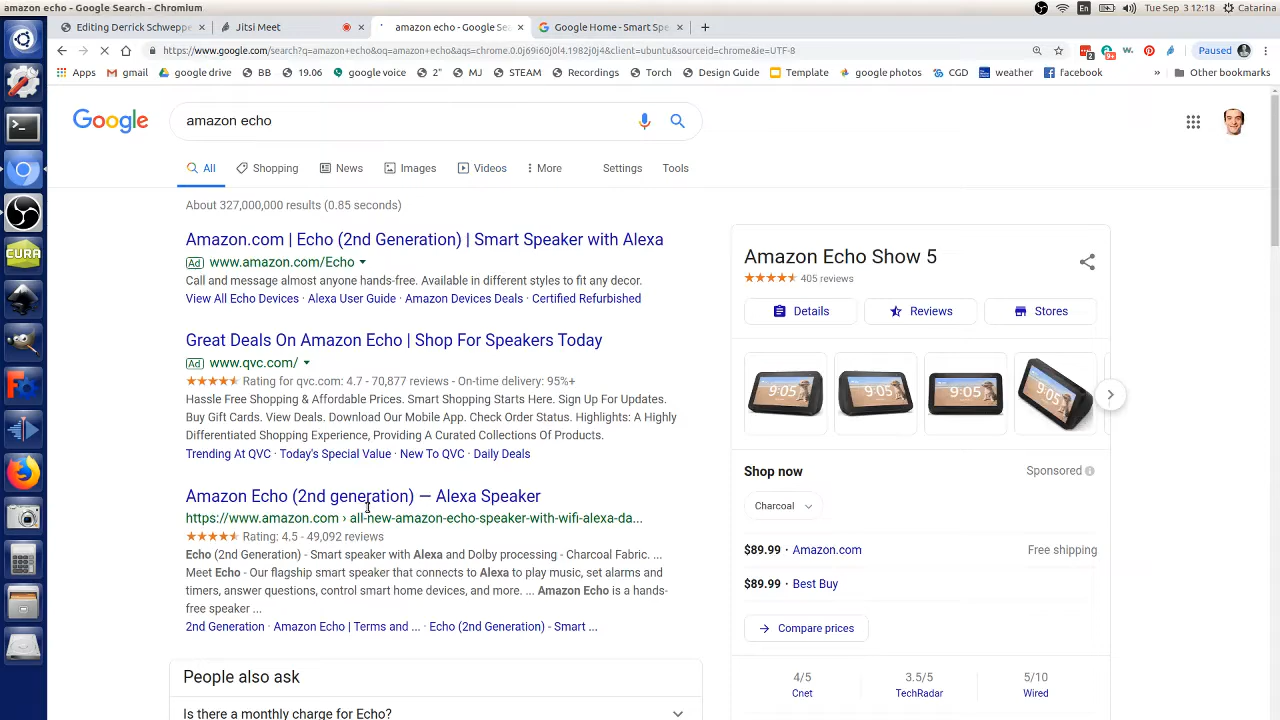 amazon echo - Google Search - Chromium
En
Tue Sep 3 12:18
Catarina
Editing Derrick Schweppe
Jitsi Meet
amazon echo - Google Sea
Google Home - Smart Spe
https://www.google.com/search?q=amazon+echo&oq=amazon+echo&aqs=chrome.0.0j69i60j0l4.1982j0j4&client=ubuntu&sourceid=chrome&ie=UTF-8
2
9+
Paused
Apps
gmail
google drive
BB
19.06
google voice
2˚
MJ
STEAM
Recordings
Torch
Design Guide
Template
google photos
CGD
weather
facebook
»
Other bookmarks
Google
amazon echo
All
Shopping
News
Images
Videos
More
Settings
Tools
About 327,000,000 results (0.85 seconds)
Amazon.com | Echo (2nd Generation) | Smart Speaker with Alexa
Ad www.amazon.com/Echo
Call and message almost anyone hands-free. Available in different styles to fit any decor.
View All Echo Devices · Alexa User Guide · Amazon Devices Deals · Certified Refurbished
Great Deals On Amazon Echo | Shop For Speakers Today
Ad www.qvc.com/
Rating for qvc.com: 4.7 - 70,877 reviews - On-time delivery: 95%+
Hassle Free Shopping & Affordable Prices. Smart Shopping Starts Here. Sign Up For Updates.
Buy Gift Cards. View Deals. Download Our Mobile App. Check Order Status. Highlights: A Highly
Differentiated Shopping Experience, Providing A Curated Collections Of Products.
Trending At QVC · Today's Special Value · New To QVC · Daily Deals
Amazon Echo (2nd generation) — Alexa Speaker
https://www.amazon.com › all-new-amazon-echo-speaker-with-wifi-alexa-da...
Rating: 4.5 - 49,092 reviews
Echo (2nd Generation) - Smart speaker with Alexa and Dolby processing - Charcoal Fabric. ...
Meet Echo - Our flagship smart speaker that connects to Alexa to play music, set alarms and
timers, answer questions, control smart home devices, and more. ... Amazon Echo is a hands-
free speaker ...
2nd Generation · Amazon Echo | Terms and ... · Echo (2nd Generation) - Smart ...
People also ask
Is there a monthly charge for Echo?
Amazon Echo Show 5
405 reviews
Details
Reviews
Stores
9:05
9:05
9:05
9:05
Shop now
Sponsored
Charcoal
$89.99 · Amazon.com
Free shipping
$89.99 · Best Buy
Compare prices
4/5
Cnet
3.5/5
TechRadar
5/10
Wired
CURA